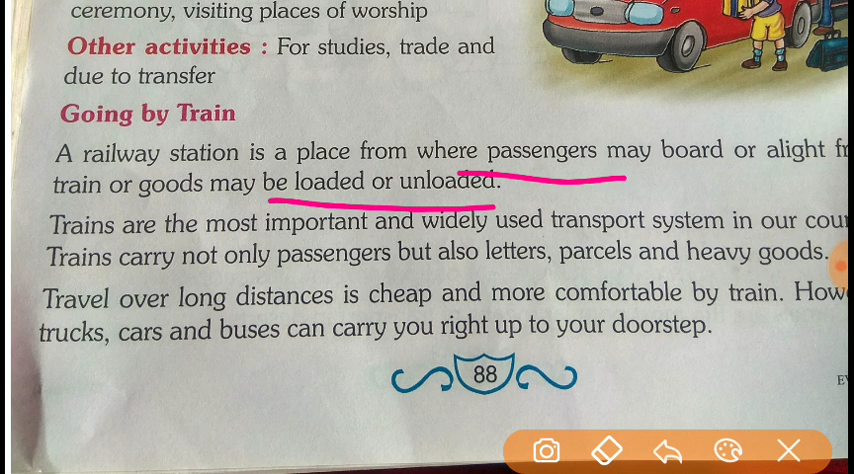 ceremony, visiting places of worship
Other activities : For studies, trade and
due to transfer
Going by Train
A railway station is a place from where passengers may board or alight
train or goods may be loaded or unloaded.
Trains are the most important and widely used transport system in our
Trains carry not only passengers but also letters, parcels and heavy goods.
Travel over long distances is cheap and more comfortable by train.
trucks, cars and buses can carry you right up to your doorstep.
88